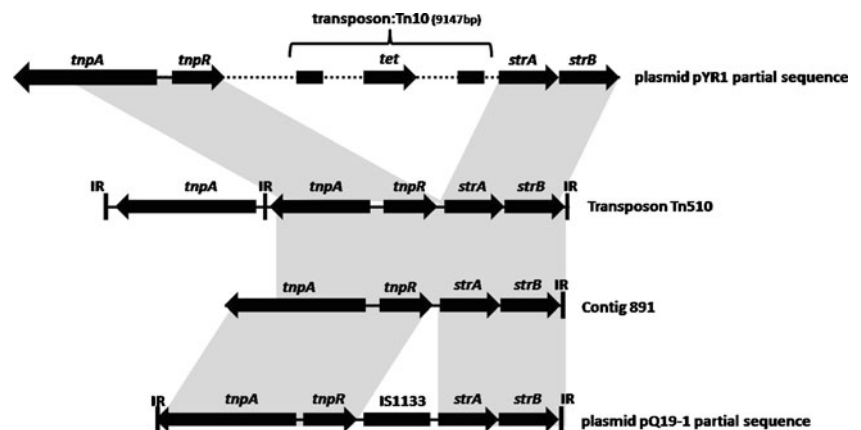 transposon:Tn10 (9147bp)
tnpA tnpR tet strA strB
plasmid pYR1 partial sequence
IR tnpA IR tnpA tnpR strA strB IR
Transposon Tn510
tnpA tnpR strA strB IR
Contig 891
IR tnpA tnpR IS1133 strA strB IR
plasmid pQ19-1 partial sequence